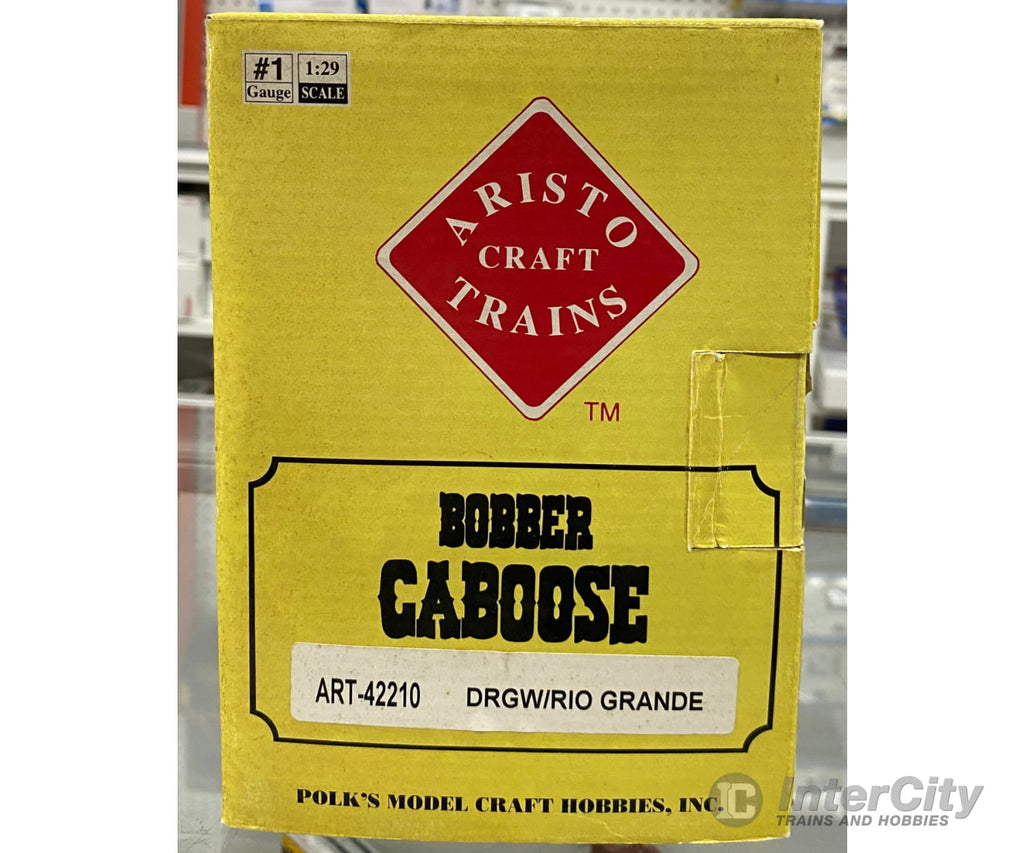 #1 1:29
Gauge SCALE
ARISTO
CRAFT
TRAINS
TM
BOBBER
CABOOSE
ART-42210 DRGW/RIO GRANDE
POLK'S MODEL CRAFT HOBBIES, INC.
IC InterCity
TRAINS AND HOBBIES